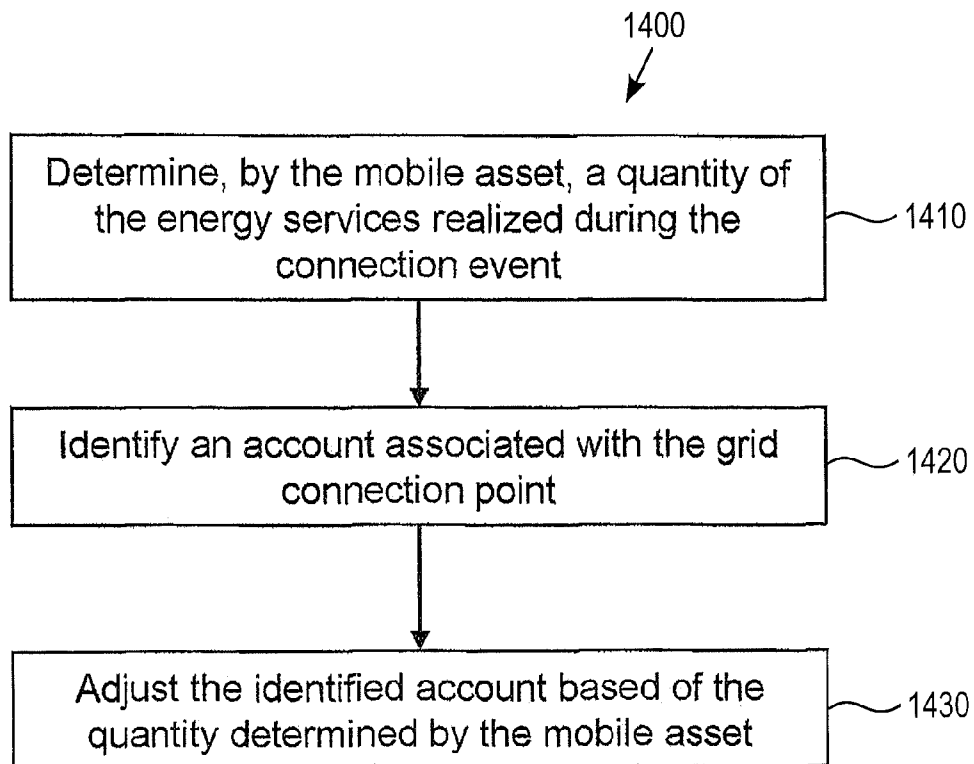 1400
Determine, by the mobile asset, a quantity of
the energy services realized during the
connection event
1410
Identify an account associated with the grid
connection point
1420
Adjust the identified account based of the
quantity determined by the mobile asset
1430